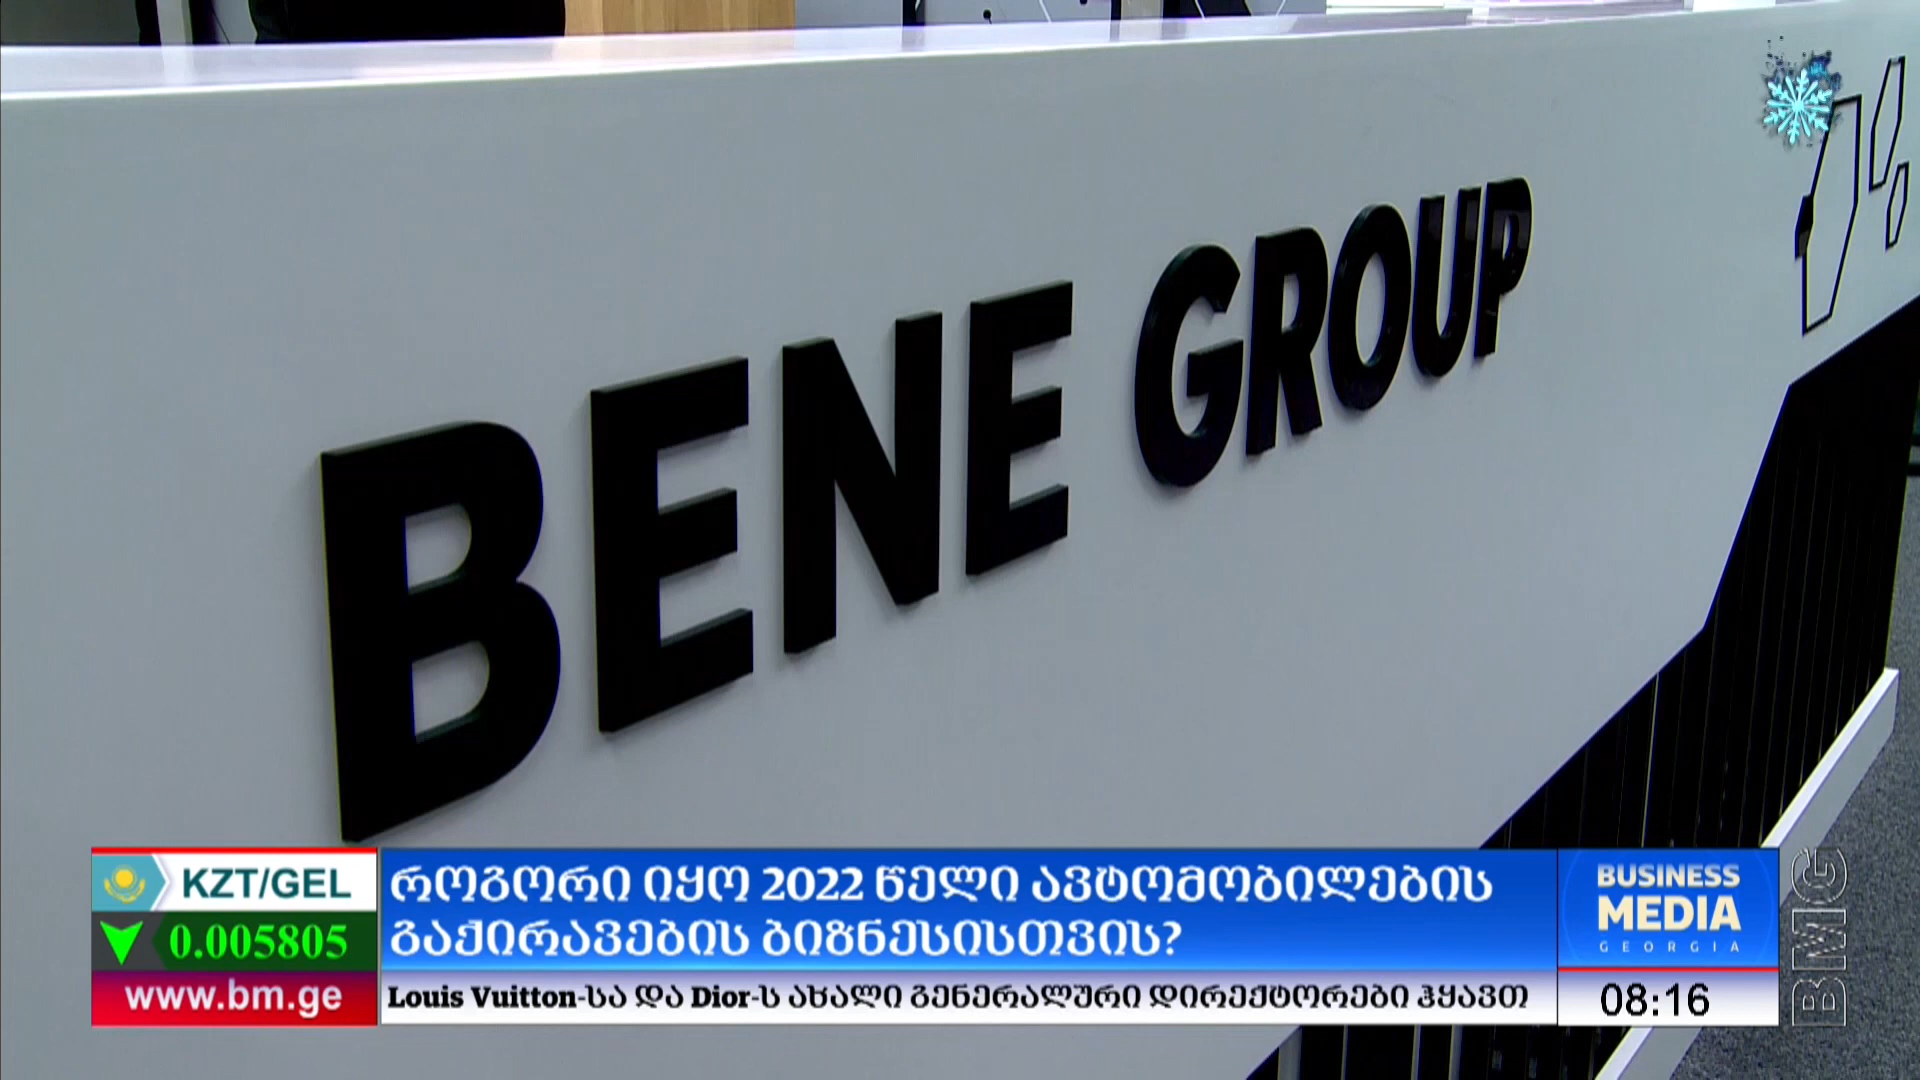 BENE GROUP
KZT/GEL
0.005805
www.bm.ge
როგორი იყო 2022 წელი ავტომობილების
გაქირავების ბიზნესისთვის?
Louis Vuitton-სა და Dior-ს ახალი გენერალური დირექტორები ჰყავთ
BUSINESS
MEDIA
GEORGIA
08:16
BMG